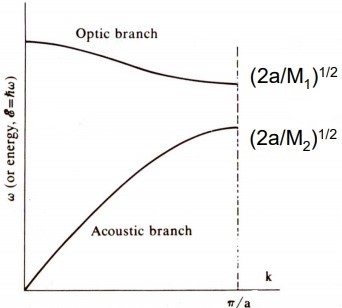 Optic branch
(2a/M₁)¹/²
(2a/M₂)¹/²
ω (or energy, ℰ=ħω)
Acoustic branch
k
π/a